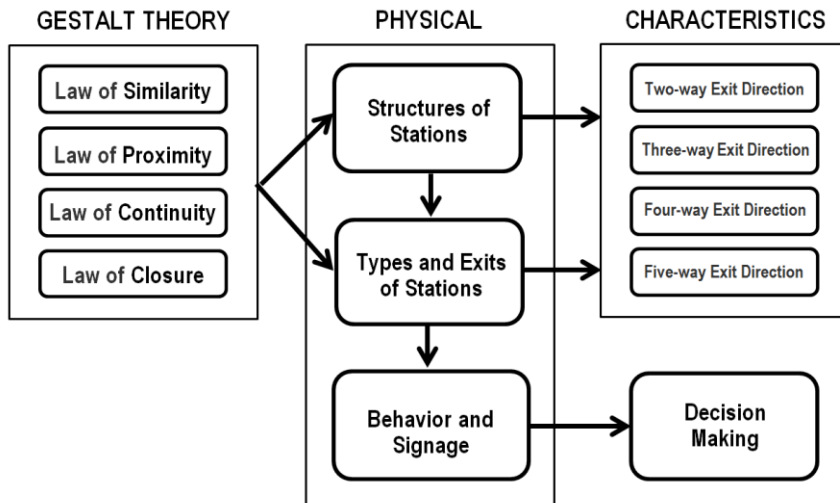 GESTALT THEORY
Law of Similarity
Law of Proximity
Law of Continuity
Law of Closure
PHYSICAL
Structures of
Stations
Types and Exits
of Stations
Behavior and
Signage
CHARACTERISTICS
Two-way Exit Direction
Three-way Exit Direction
Four-way Exit Direction
Five-way Exit Direction
Decision
Making